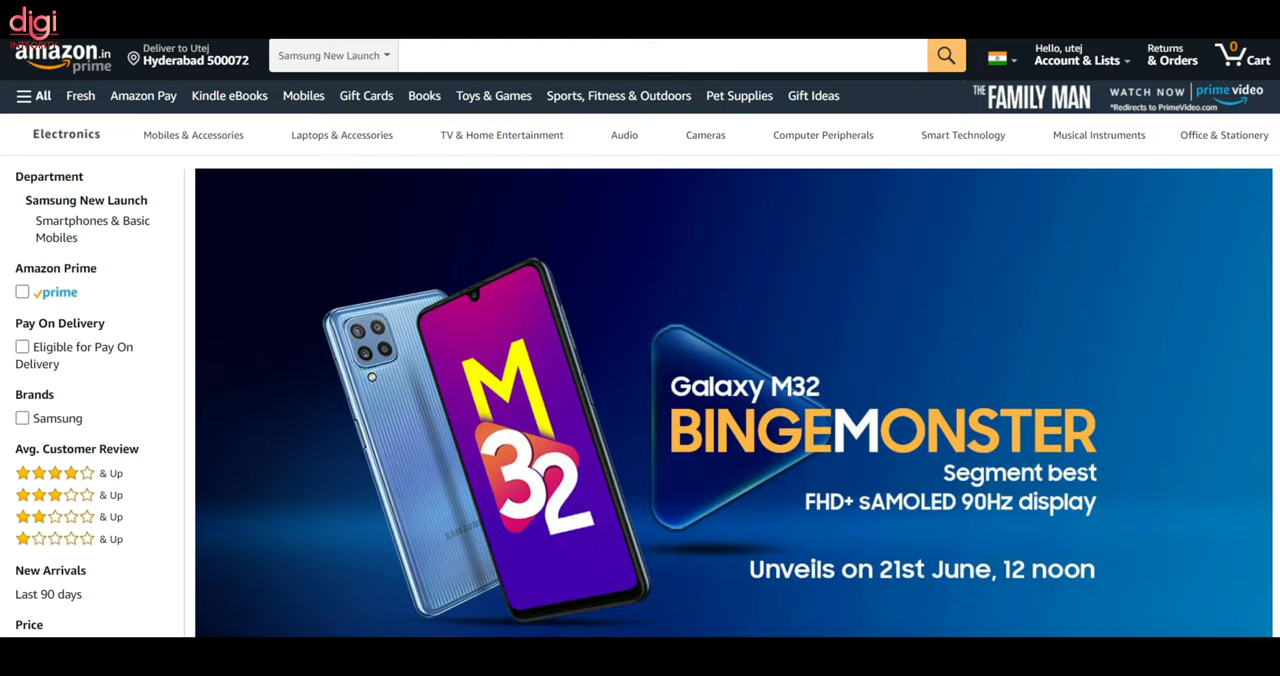 digi
INTEGRITY
amazon.in
prime
Deliver to Utej
Hyderabad 500072
Samsung New Launch
Hello, utej
Account & Lists
Returns
& Orders
0
Cart
All Fresh Amazon Pay Kindle eBooks Mobiles Gift Cards Books Toys & Games Sports, Fitness & Outdoors Pet Supplies Gift Ideas
THE FAMILY MAN
WATCH NOW
prime video
*Redirects to PrimeVideo.com
Electronics Mobiles & Accessories Laptops & Accessories TV & Home Entertainment Audio Cameras Computer Peripherals Smart Technology Musical Instruments Office & Stationery
Department
Samsung New Launch
Smartphones & Basic
Mobiles
Amazon Prime
prime
Pay On Delivery
Eligible for Pay On
Delivery
Brands
Samsung
Avg. Customer Review
& Up
& Up
& Up
& Up
New Arrivals
Last 90 days
Price
SAMSUNG
M
32
Galaxy M32
BINGEMONSTER
Segment best
FHD+ sAMOLED 90Hz display
Unveils on 21st June, 12 noon